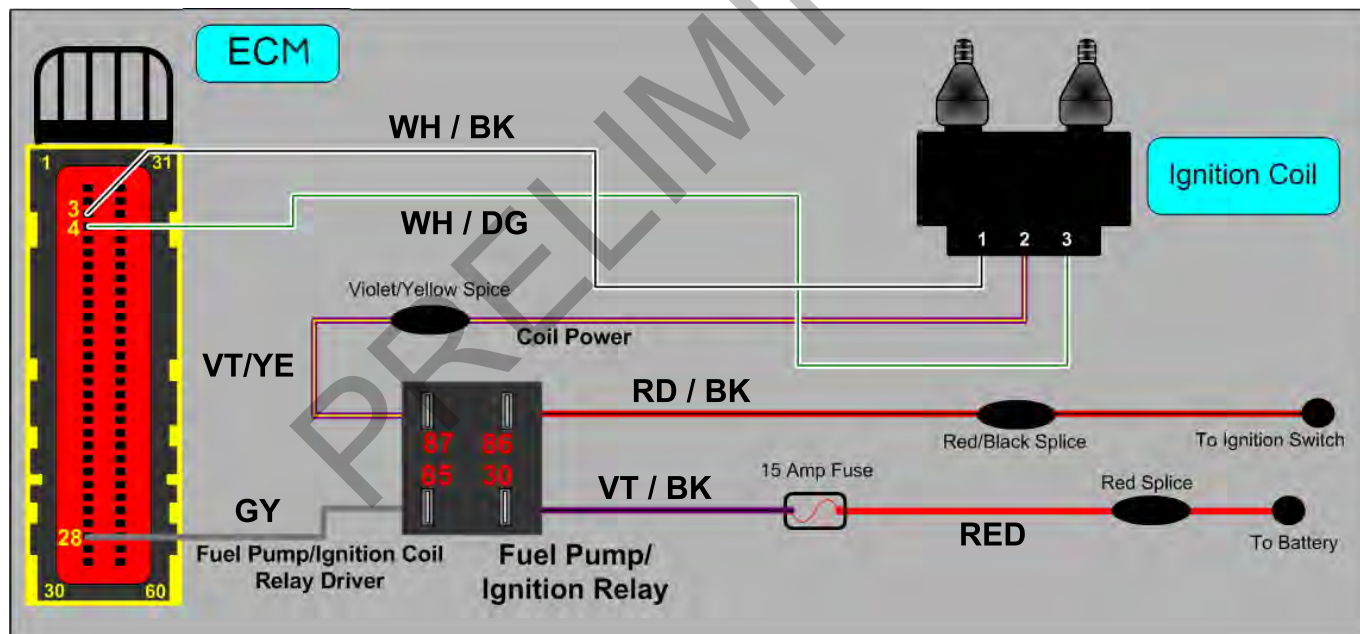 ECM
Ignition Coil
PRELIMI
WH / BK
WH / DG
1
31
3
4
28
30
60
1 2 3
Violet/Yellow Spice
Coil Power
VT/YE
RD / BK
Red/Black Splice
To Ignition Switch
87 86
85 30
15 Amp Fuse
VT / BK
RED
Red Splice
To Battery
GY
Fuel Pump/Ignition Coil
Relay Driver
Fuel Pump/
Ignition Relay